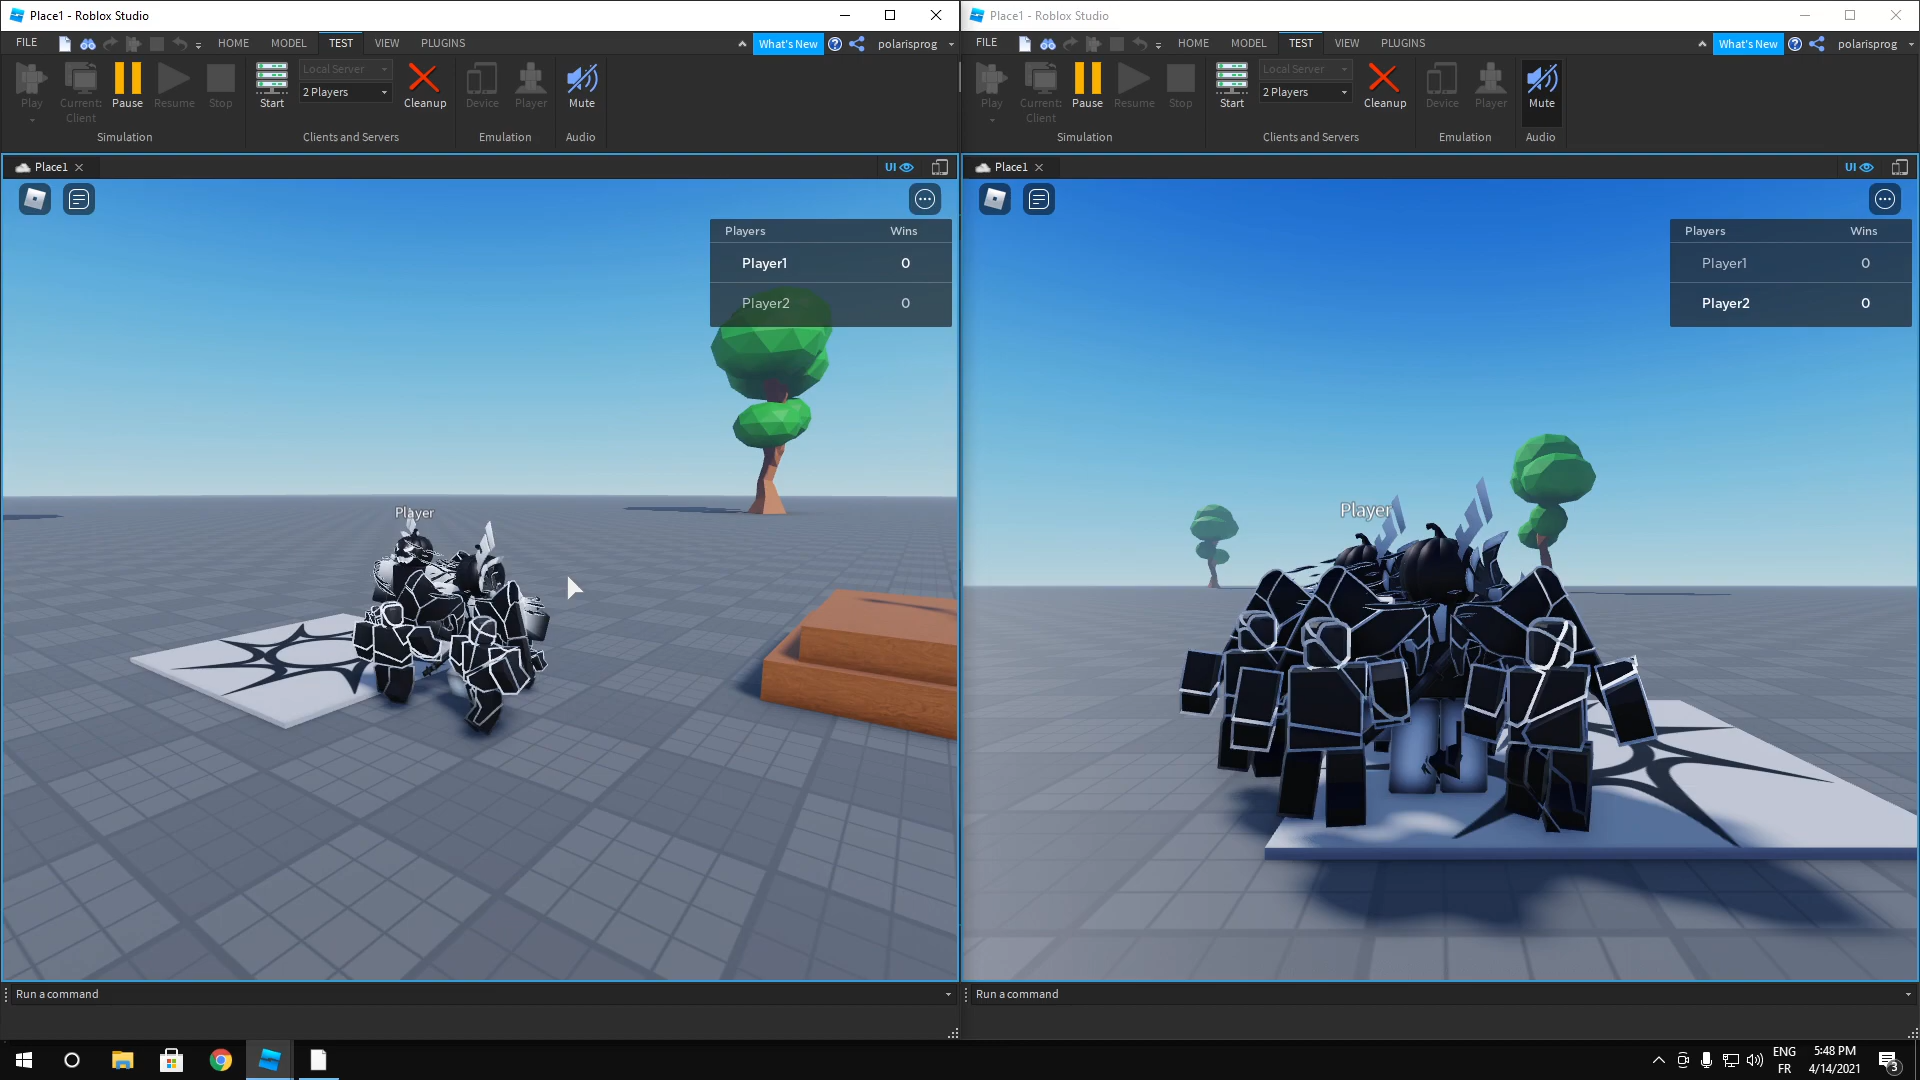 Place1 - Roblox Studio
FILE HOME MODEL TEST VIEW PLUGINS What's New polarisprog
Play Current: Client Pause Resume Stop Start Local Server 2 Players Cleanup Device Player Mute
Simulation Clients and Servers Emulation Audio
Place1 UI
Players Wins
Player1 0
Player2 0
Player
Run a command
Place1 - Roblox Studio
FILE HOME MODEL TEST VIEW PLUGINS What's New polarisprog
Play Current: Client Pause Resume Stop Start Local Server 2 Players Cleanup Device Player Mute
Simulation Clients and Servers Emulation Audio
Place1 UI
Players Wins
Player1 0
Player2 0
Player
Run a command
ENG 5:48 PM
FR 4/14/2021 3